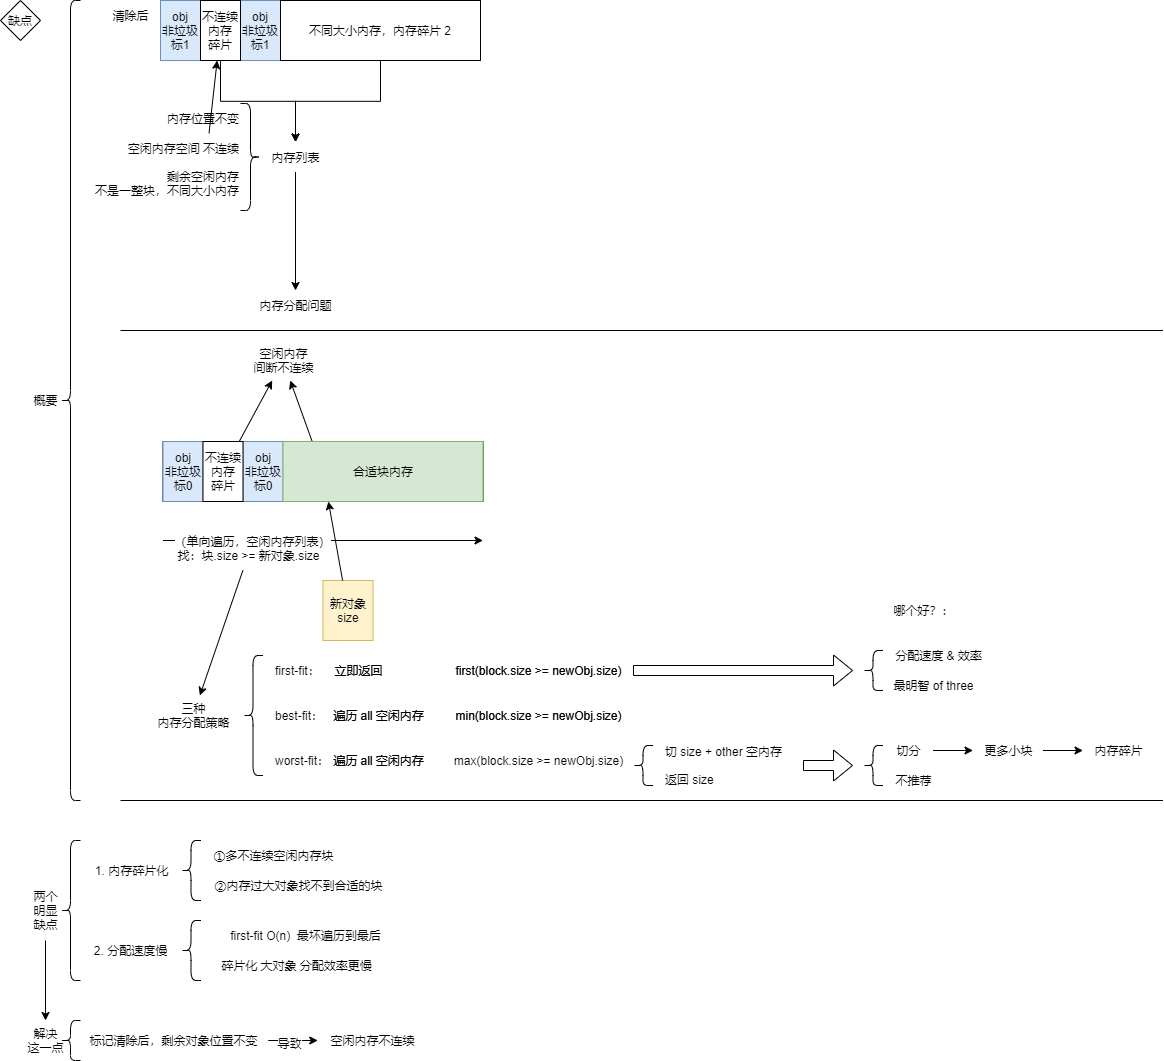 缺点
清除后
obj
非垃圾
标1
不连续
内存
碎片
obj
非垃圾
标1
不同大小内存，内存碎片 2
内存位置不变
空闲内存空间 不连续
剩余空闲内存
不是一整块，不同大小内存
内存列表
内存分配问题
概要
空闲内存
间断不连续
obj
非垃圾
标0
不连续
内存
碎片
obj
非垃圾
标0
合适块内存
（单向遍历，空闲内存列表）
找：块.size >= 新对象.size
新对象
size
哪个好？：
三种
内存分配策略
first-fit： 立即返回 first(block.size >= newObj.size)
分配速度 & 效率
最明智 of three
best-fit： 遍历 all 空闲内存 min(block.size >= newObj.size)
worst-fit： 遍历 all 空闲内存 max(block.size >= newObj.size)
切 size + other 空内存
返回 size
切分 更多小块 内存碎片
不推荐
两个
明显
缺点
1. 内存碎片化
①多不连续空闲内存块
②内存过大对象找不到合适的块
2. 分配速度慢
first-fit O(n) 最坏遍历到最后
碎片化 大对象 分配效率更慢
解决
这一点
标记清除后，剩余对象位置不变 导致 空闲内存不连续